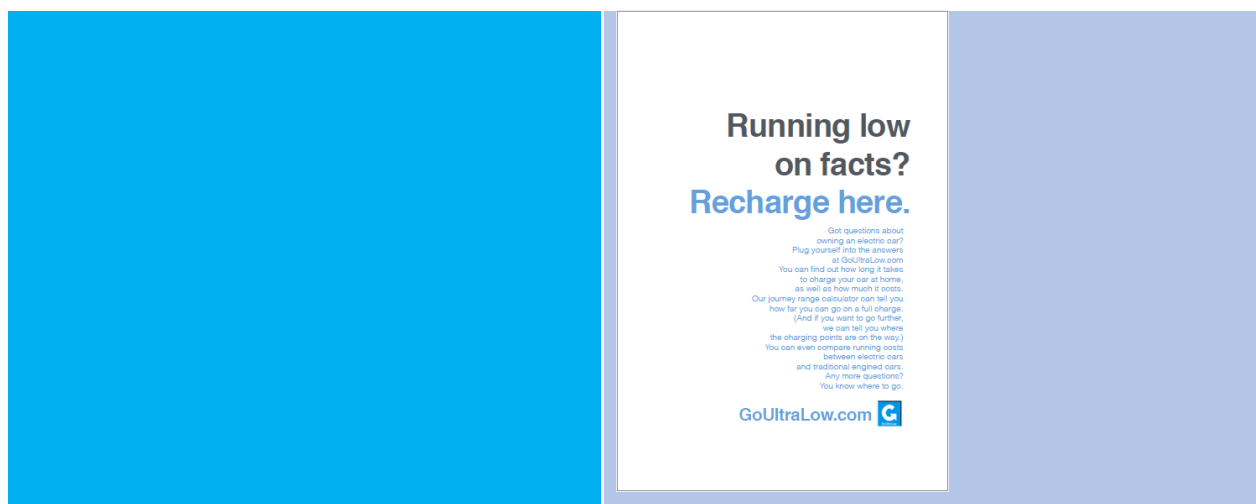 Running low
on facts?
Recharge here.
Got questions about
owning an electric car?
Plug yourself into the answers
at GoUltraLow.com
You can find out how long it takes
to charge your car at home,
as well as how much it costs.
Our journey range calculator can tell you
how far you can go on a full charge.
(And if you want to go further,
we can tell you where
the charging points are on the way.)
You can even compare running costs
between electric cars
and traditional engined cars.
Any more questions?
You know where to go.
GoUltraLow.com